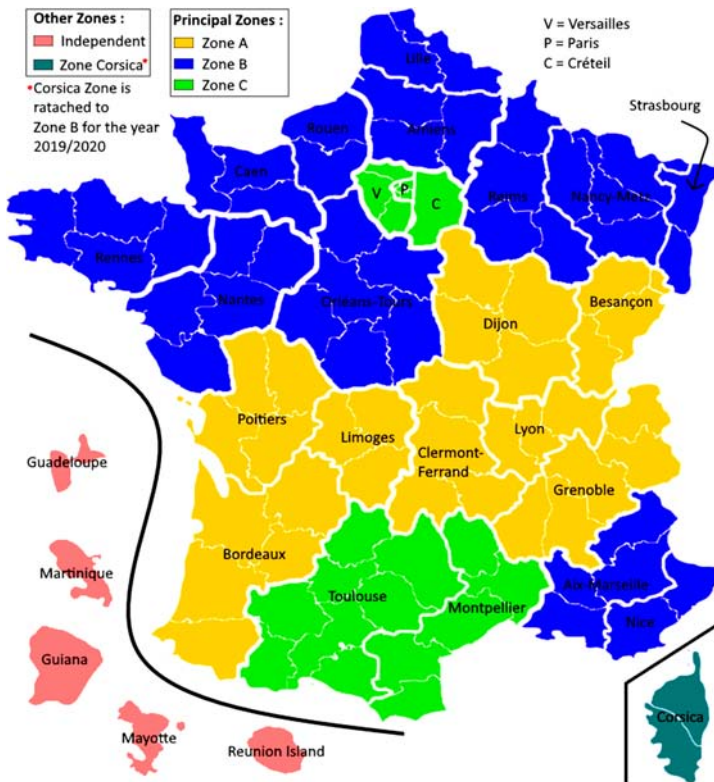 Other Zones :
Independent
Zone Corsica*
*Corsica Zone is
ratached to
Zone B for the year
2019/2020
Principal Zones :
Zone A
Zone B
Zone C
V = Versailles
P = Paris
C = Créteil
Strasbourg
Lille
Rouen
Amiens
Caen
V
P
C
Reims
Nancy-Metz
Rennes
Nantes
Orléans-Tours
Besançon
Dijon
Poitiers
Limoges
Clermont-
Ferrand
Lyon
Grenoble
Bordeaux
Toulouse
Montpellier
Aix-Marseille
Nice
Corsica
Guadeloupe
Martinique
Guiana
Mayotte
Reunion Island